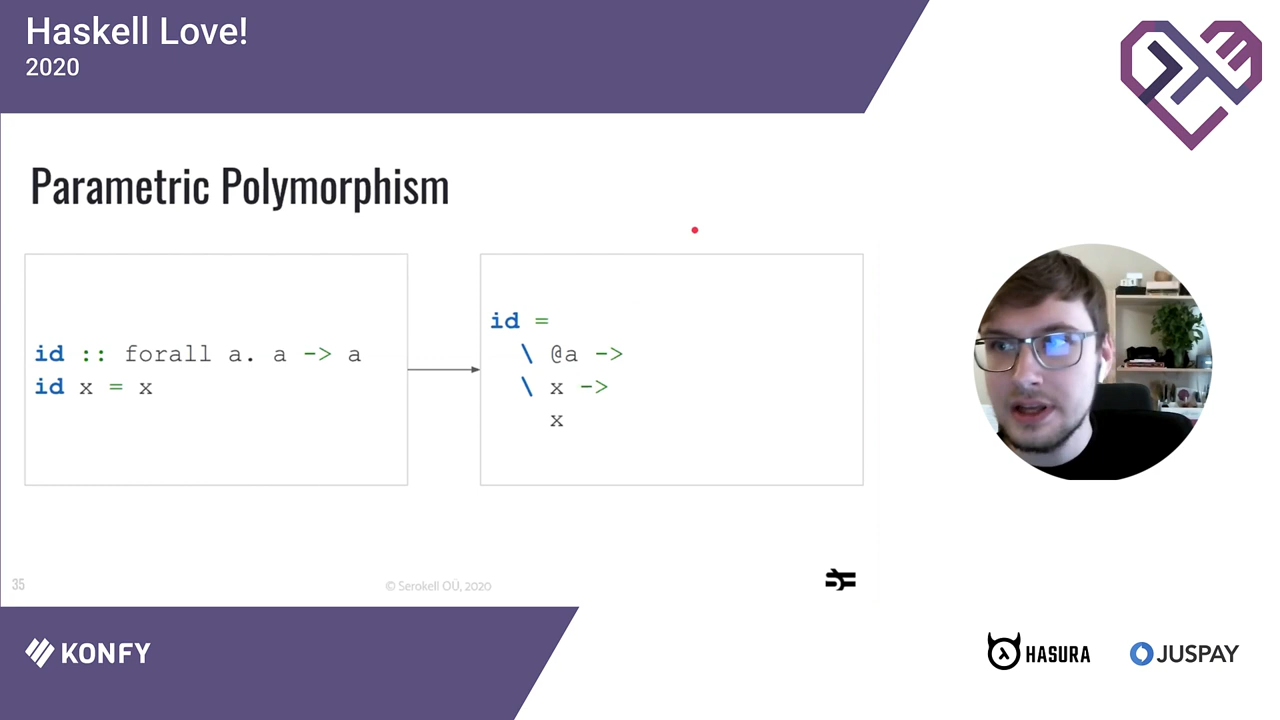 Haskell Love!
2020
Parametric Polymorphism
id :: forall a. a -> a
id x = x
id =
\ @a ->
\ x ->
x
35
© Serokell OÜ, 2020
KONFY
HASURA
JUSPAY